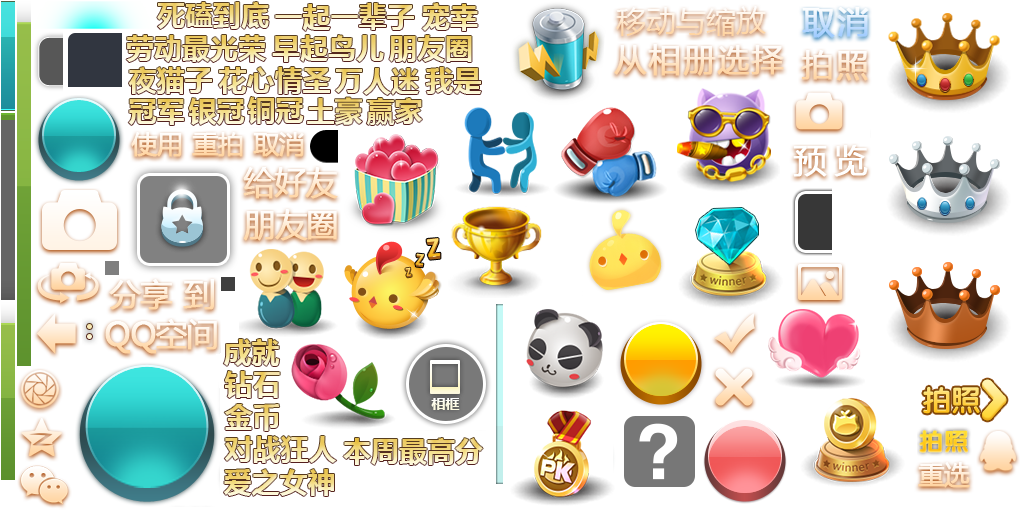 死磕到底 一起一辈子 宠幸
劳动最光荣 早起鸟儿 朋友圈
夜猫子 花心情圣 万人迷 我是
冠军 银冠 铜冠 土豪 赢家
使用 重拍 取消
给好友
朋友圈
分享 到
QQ空间
成就
钻石
金币
对战狂人 本周最高分
爱之女神
zzZ
相框
移动与缩放
从相册选择
取消
拍照
预览
winner
PK
?
winner
拍照
拍照
重选